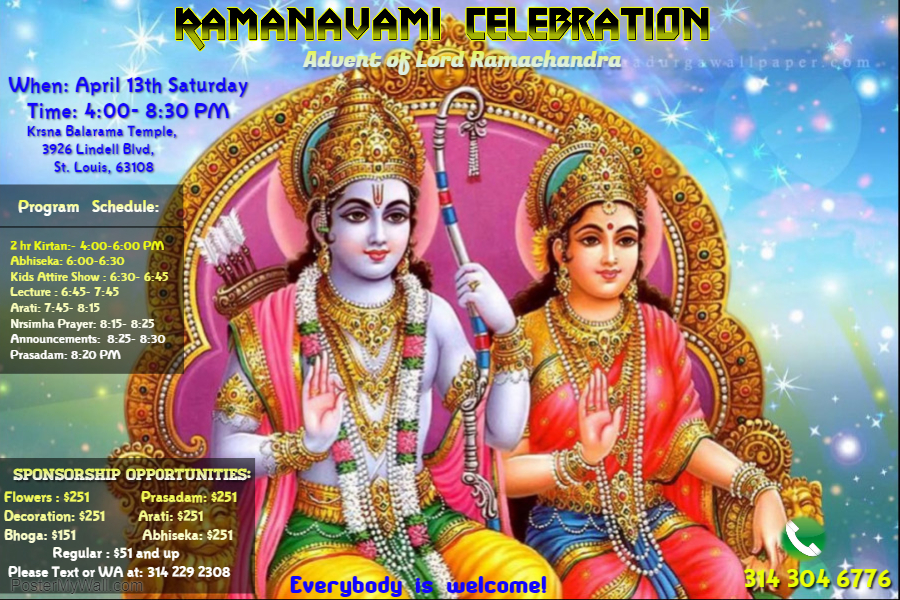 RAMANAVAMI CELEBRATION
Advent of Lord Ramachandra
When: April 13th Saturday
Time: 4:00- 8:30 PM
Krsna Balarama Temple,
3926 Lindell Blvd,
St. Louis, 63108
Program Schedule:
2 hr Kirtan:- 4:00-6:00 PM
Abhiseka: 6:00-6:30
Kids Attire Show : 6:30- 6:45
Lecture : 6:45- 7:45
Arati: 7:45- 8:15
Nrsimha Prayer: 8:15- 8:25
Announcements: 8:25- 8:30
Prasadam: 8:20 PM
SPONSORSHIP OPPORTUNITIES:
Flowers : $251 Prasadam: $251
Decoration: $251 Arati: $251
Bhoga: $151 Abhiseka: $251
Regular : $51 and up
Please Text or WA at: 314 229 2308
PosterMyWall.com
Everybody is welcome!
314 304 6776